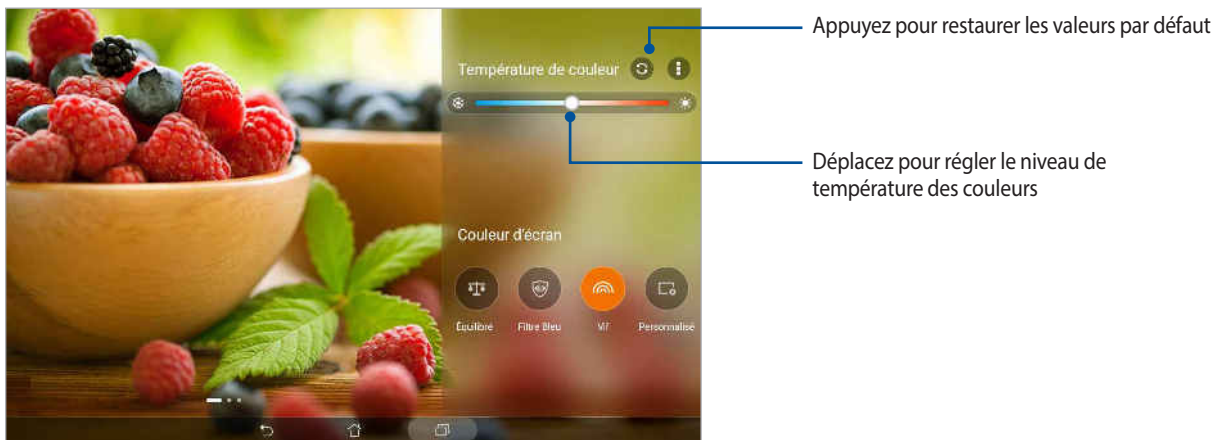 Appuyez pour restaurer les valeurs par défaut
Température de couleur
Déplacez pour régler le niveau de
température des couleurs
Couleur d'écran
Équilibré
Filtre Bleu
Vif
Personnalisé